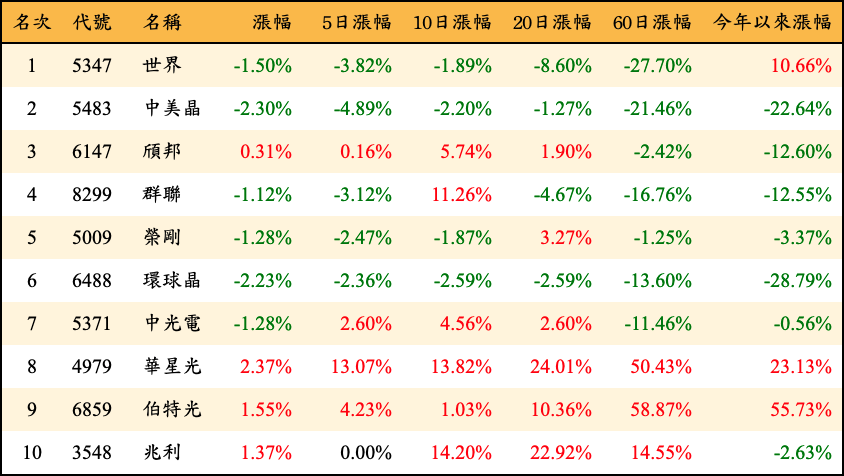 名次 代號 名稱 漲幅 5日漲幅 10日漲幅 20日漲幅 60日漲幅 今年以來漲幅
1 5347 世界 -1.50% -3.82% -1.89% -8.60% -27.70% 10.66%
2 5483 中美晶 -2.30% -4.89% -2.20% -1.27% -21.46% -22.64%
3 6147 頎邦 0.31% 0.16% 5.74% 1.90% -2.42% -12.60%
4 8299 群聯 -1.12% -3.12% 11.26% -4.67% -16.76% -12.55%
5 5009 榮剛 -1.28% -2.47% -1.87% 3.27% -1.25% -3.37%
6 6488 環球晶 -2.23% -2.36% -2.59% -2.59% -13.60% -28.79%
7 5371 中光電 -1.28% 2.60% 4.56% 2.60% -11.46% -0.56%
8 4979 華星光 2.37% 13.07% 13.82% 24.01% 50.43% 23.13%
9 6859 伯特光 1.55% 4.23% 1.03% 10.36% 58.87% 55.73%
10 3548 兆利 1.37% 0.00% 14.20% 22.92% 14.55% -2.63%